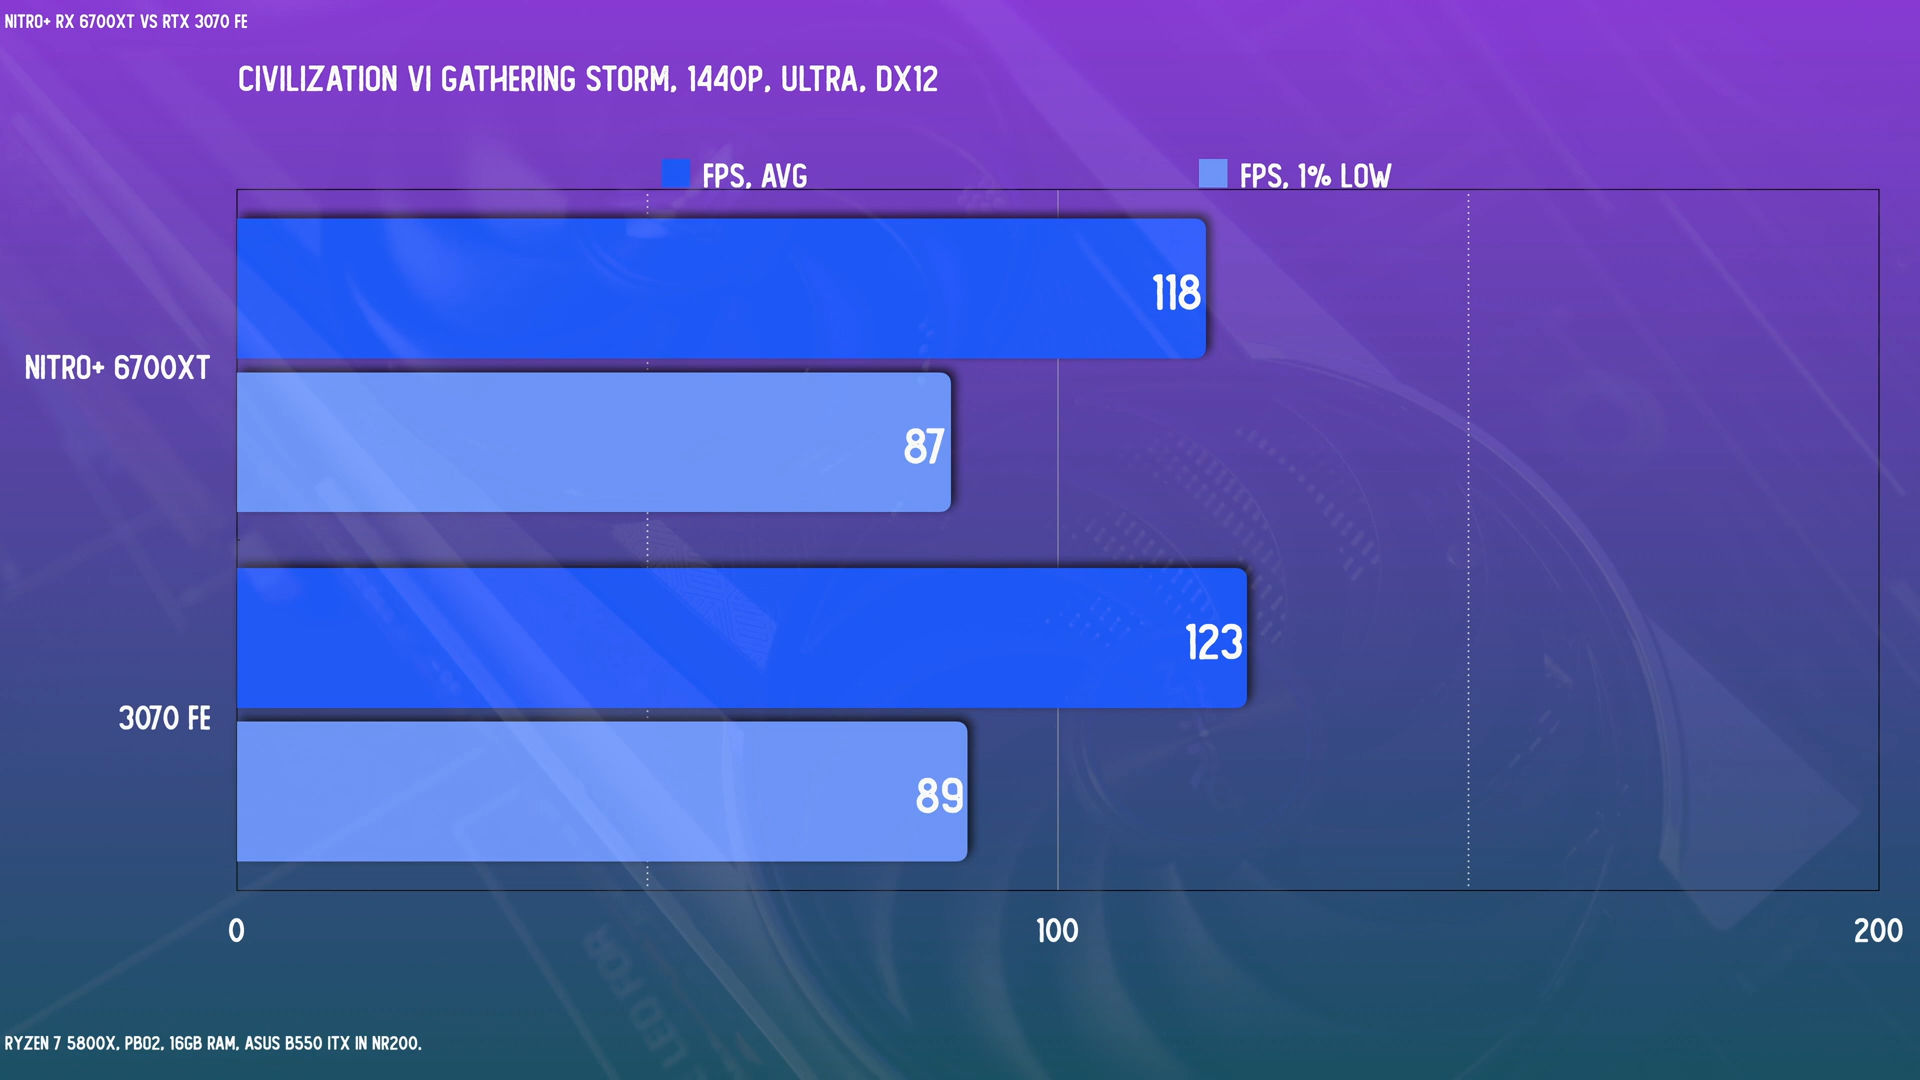 NITRO+ RX 6700XT VS RTX 3070 FE
CIVILIZATION VI GATHERING STORM, 1440P, ULTRA, DX12
FPS, AVG
FPS, 1% LOW
118
NITRO+ 6700XT
87
123
3070 FE
89
0
100
200
LED FOR
RYZEN 7 5800X, PBO2, 16GB RAM, ASUS B550 ITX IN NR200.